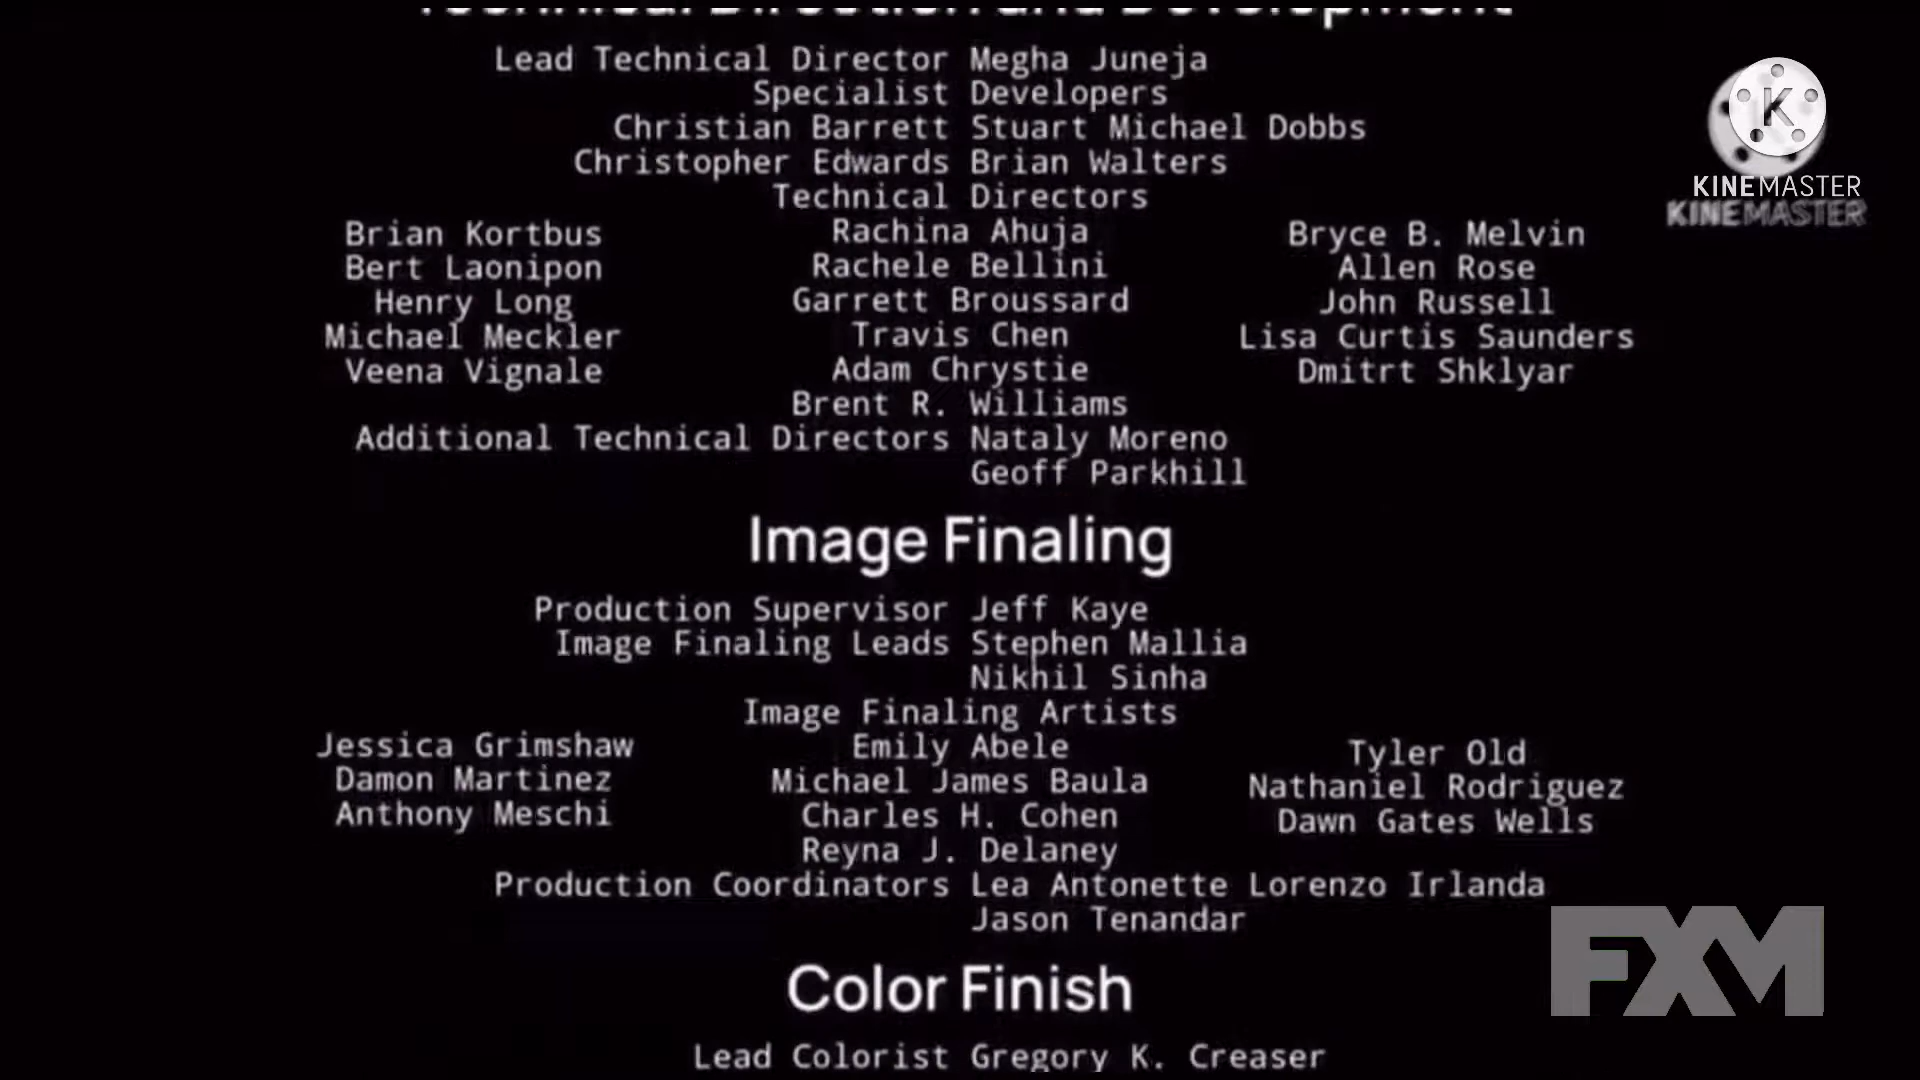 Technical Direction and Development
Lead Technical Director Megha Juneja
Specialist Developers
Christian Barrett Stuart Michael Dobbs
Christopher Edwards Brian Walters
Technical Directors
Brian Kortbus Rachina Ahuja Bryce B. Melvin
Bert Laonipon Rachele Bellini Allen Rose
Henry Long Garrett Broussard John Russell
Michael Meckler Travis Chen Lisa Curtis Saunders
Veena Vignale Adam Chrystie Dmitrt Shklyar
Brent R. Williams
Additional Technical Directors Nataly Moreno
Geoff Parkhill
Image Finaling
Production Supervisor Jeff Kaye
Image Finaling Leads Stephen Mallia
Nikhil Sinha
Image Finaling Artists
Jessica Grimshaw Emily Abele Tyler Old
Damon Martinez Michael James Baula Nathaniel Rodriguez
Anthony Meschi Charles H. Cohen Dawn Gates Wells
Reyna J. Delaney
Production Coordinators Lea Antonette Lorenzo Irlanda
Jason Tenandar
Color Finish
Lead Colorist Gregory K. Creaser
K
KINEMASTER
KINEMASTER
FXM